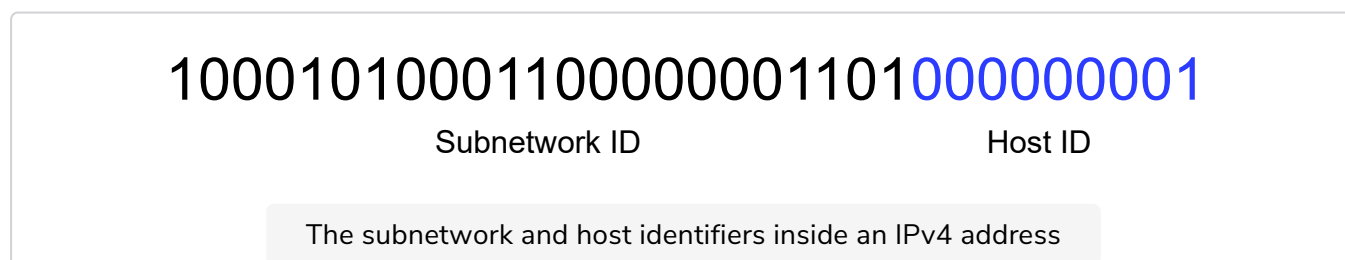 10001010001100000001101000000001
Subnetwork ID Host ID
The subnetwork and host identifiers inside an IPv4 address